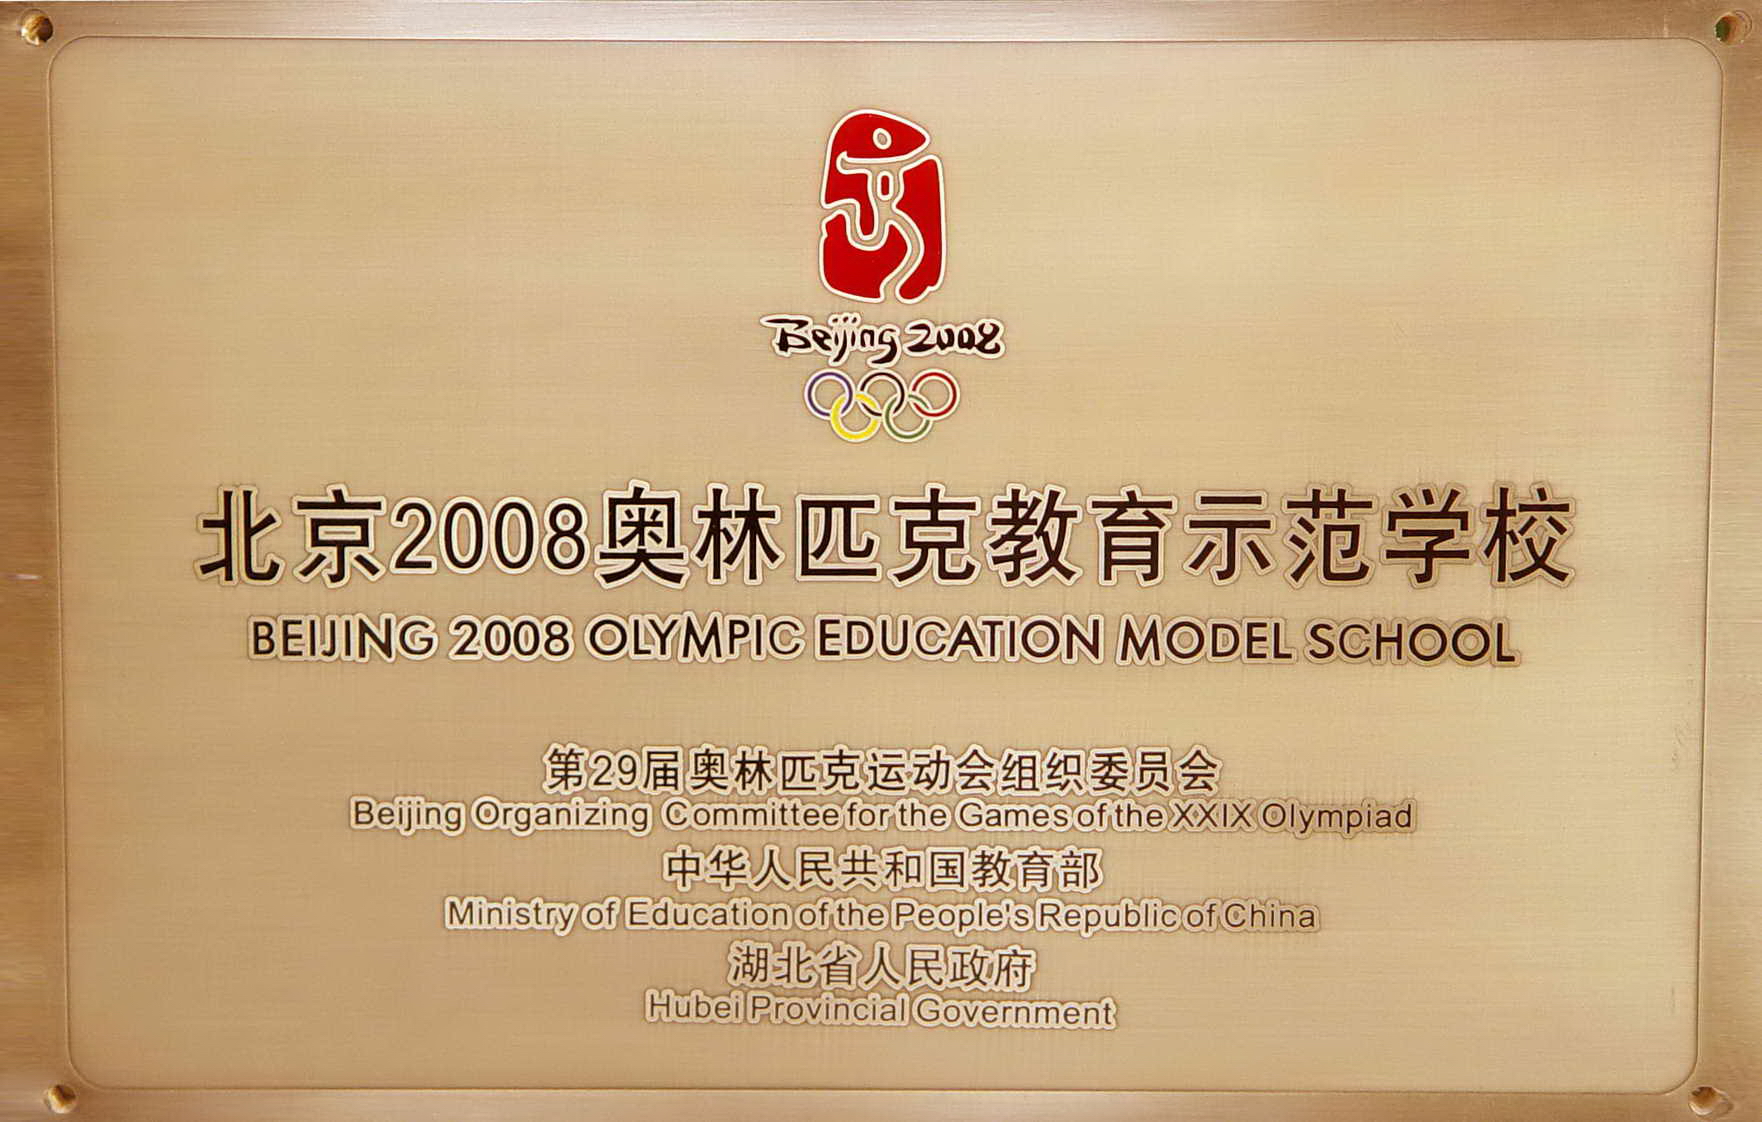 Beijing 2008
北京2008奥林匹克教育示范学校
BEIJING 2008 OLYMPIC EDUCATION MODEL SCHOOL
第29届奥林匹克运动会组织委员会
Beijing Organizing Committee for the Games of the XXIX Olympiad
中华人民共和国教育部
Ministry of Education of the People's Republic of China
湖北省人民政府
Hubei Provincial Government